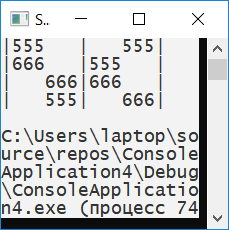 S..
|555   |   555|
|666   |555   |
|   666|666   |
|   555|   666|
C:\Users\laptop\so
urce\repos\Console
Application4\Debug
\ConsoleApplicatio
n4.exe (процесс 74